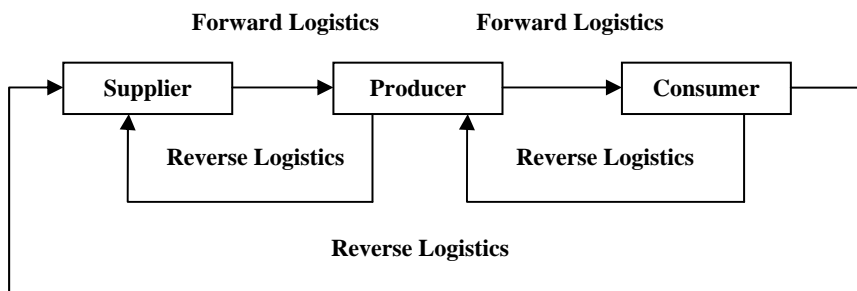 Forward Logistics Forward Logistics
Supplier Producer Consumer
Reverse Logistics Reverse Logistics
Reverse Logistics